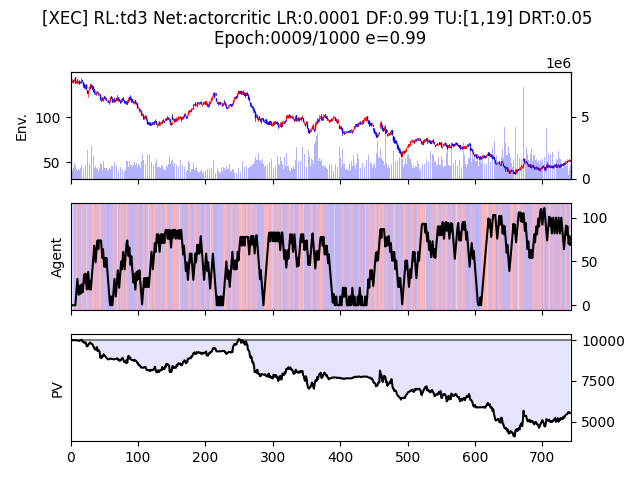 [XEC] RL:td3 Net:actorcritic LR:0.0001 DF:0.99 TU:[1,19] DRT:0.05
Epoch:0009/1000 e=0.99
1e6
Env.
100
50
5
0
Agent
100
50
0
PV
10000
7500
5000
0 100 200 300 400 500 600 700